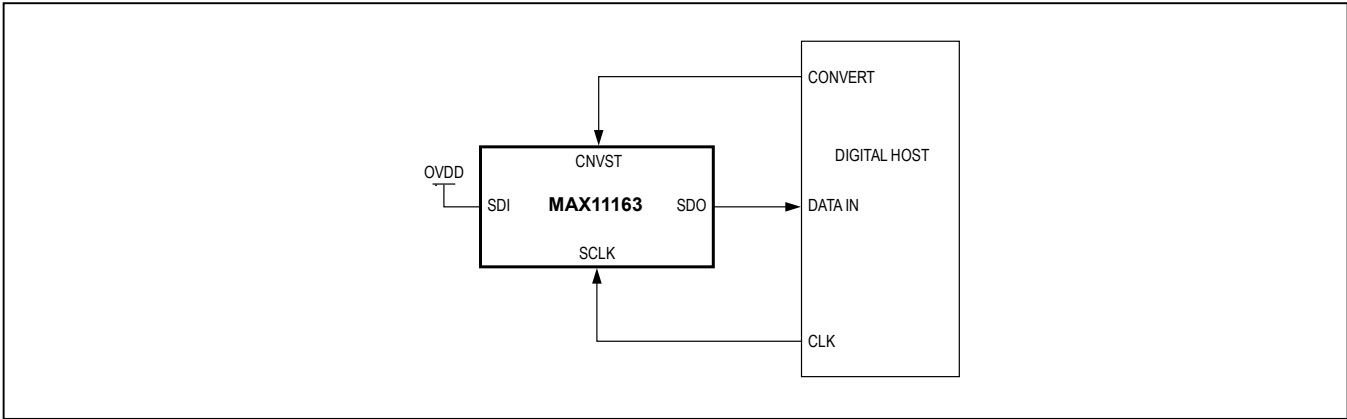 CONVERT
DIGITAL HOST
CNVST
OVDD
SDI
MAX11163
SDO
DATA IN
SCLK
CLK